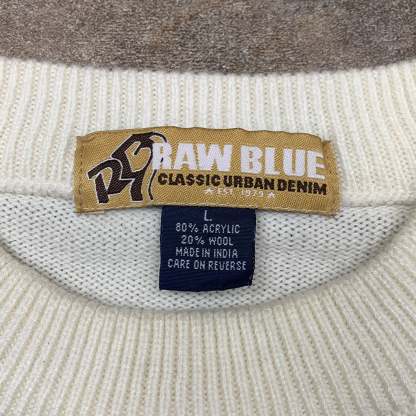 RAW BLUE
CLASSIC URBAN DENIM
EST. 1979
L
80% ACRYLIC
20% WOOL
MADE IN INDIA
CARE ON REVERSE